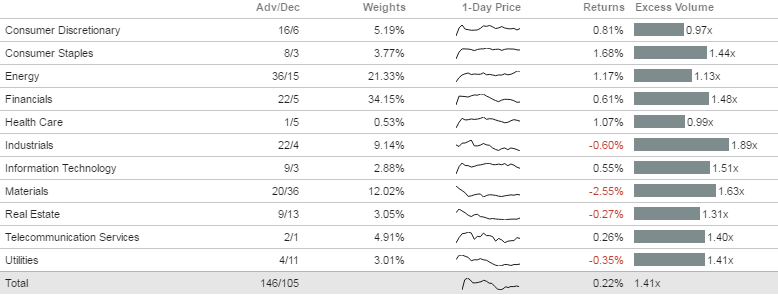 Adv/Dec Weights 1-Day Price Returns Excess Volume
Consumer Discretionary 16/6 5.19% 0.81% 0.97x
Consumer Staples 8/3 3.77% 1.68% 1.44x
Energy 36/15 21.33% 1.17% 1.13x
Financials 22/5 34.15% 0.61% 1.48x
Health Care 1/5 0.53% 1.07% 0.99x
Industrials 22/4 9.14% -0.60% 1.89x
Information Technology 9/3 2.88% 0.55% 1.51x
Materials 20/36 12.02% -2.55% 1.63x
Real Estate 9/13 3.05% -0.27% 1.31x
Telecommunication Services 2/1 4.91% 0.26% 1.40x
Utilities 4/11 3.01% -0.35% 1.41x
Total 146/105 0.22% 1.41x